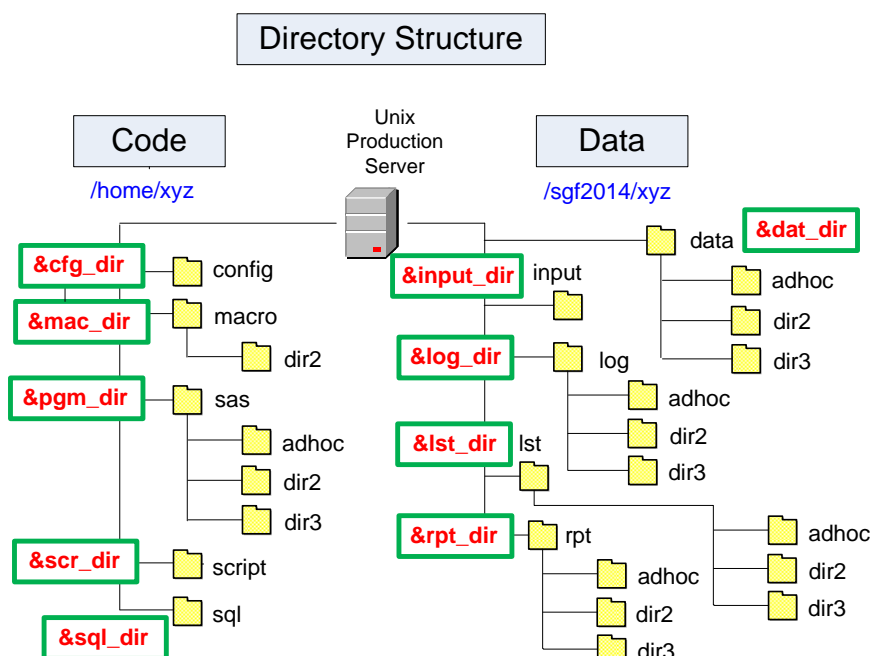 Directory Structure
Code
Unix
Production
Server
Data
/home/xyz
/sgf2014/xyz
&cfg_dir
config
&mac_dir
macro
dir2
&pgm_dir
sas
adhoc
dir2
dir3
&scr_dir
script
sql
&sql_dir
data
&dat_dir
adhoc
dir2
dir3
&input_dir
input
&log_dir
log
adhoc
dir2
dir3
&lst_dir
lst
adhoc
dir2
dir3
&rpt_dir
rpt
adhoc
dir2
dir3